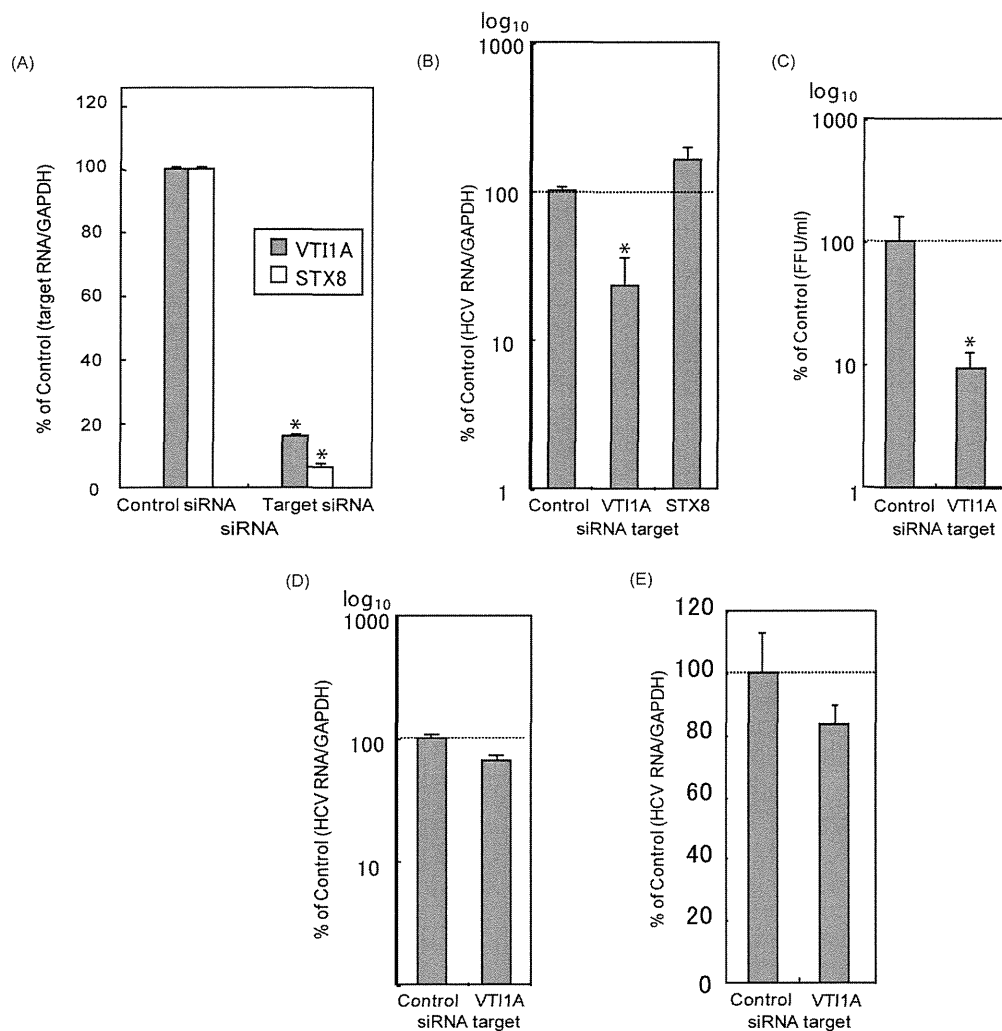 (A)
% of Control (target RNA/GAPDH)
120
100
80
60
40
20
0
VTI1A
STX8
*
*
Control siRNA Target siRNA
siRNA
(B)
log10
% of Control (HCV RNA/GAPDH)
1000
100
10
1
*
Control VTI1A STX8
siRNA target
(C)
log10
% of Control (FFU/ml)
1000
100
10
1
*
Control VTI1A
siRNA target
(D)
log10
% of Control (HCV RNA/GAPDH)
1000
100
10
Control VTI1A
siRNA target
(E)
% of Control (HCV RNA/GAPDH)
120
100
80
60
40
20
0
Control VTI1A
siRNA target